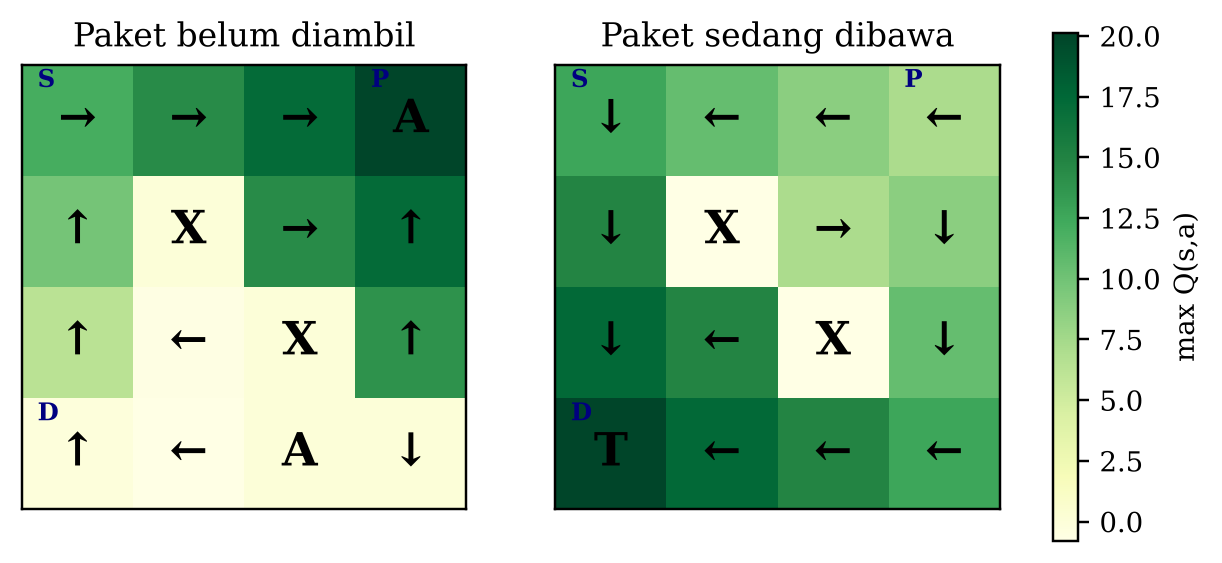 Paket belum diambil
S P
→ → → A
↑ X → ↑
↑ ← X ↑
D
↑ ← A ↓
Paket sedang dibawa
S P
↓ ← ← ←
↓ X → ↓
↓ ← X ↓
D
T ← ← ←
20.0
17.5
15.0
12.5
10.0
7.5
5.0
2.5
0.0
max Q(s,a)